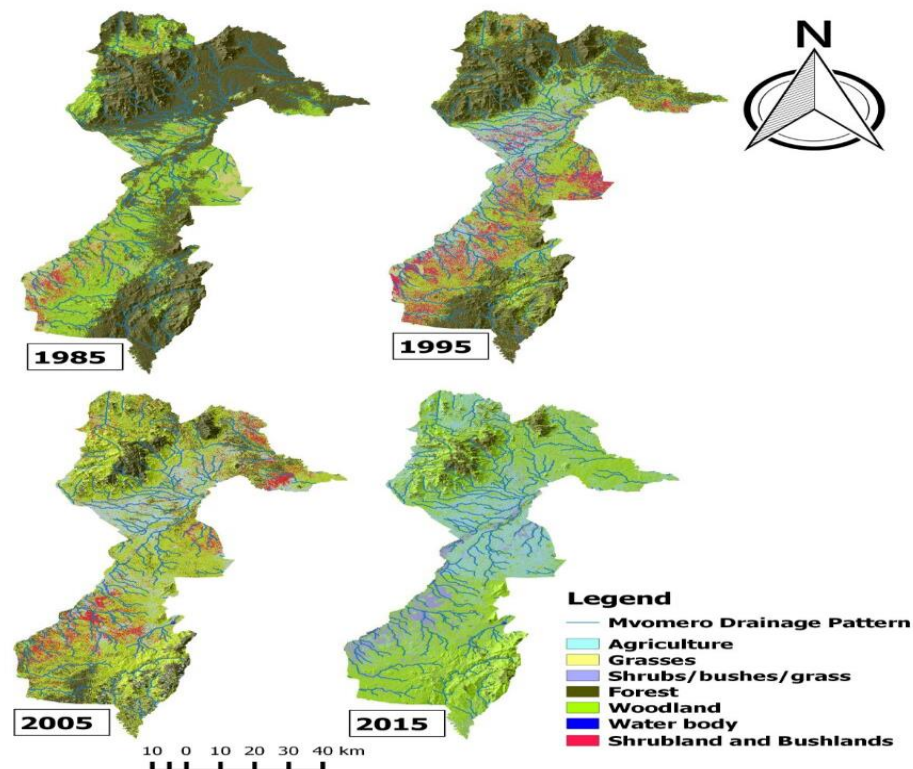 N
1985
1995
2005
2015
10 0 10 20 30 40 km
Legend
Mvomero Drainage Pattern
Agriculture
Grasses
Shrubs/bushes/grass
Forest
Woodland
Water body
Shrubland and Bushlands